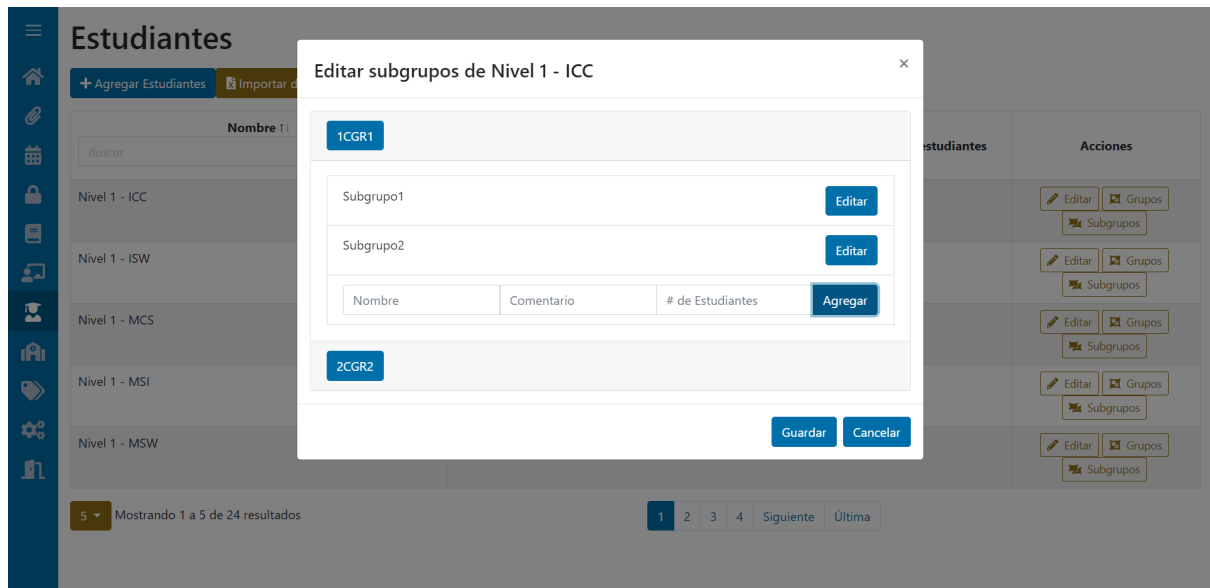 Estudiantes
Agregar Estudiantes
Importar d
Nombre
Buscar
estudiantes
Acciones
Nivel 1 - ICC
Editar Grupos
Subgrupos
Nivel 1 - ISW
Editar Grupos
Subgrupos
Nivel 1 - MCS
Editar Grupos
Subgrupos
Nivel 1 - MSI
Editar Grupos
Subgrupos
Nivel 1 - MSW
Editar Grupos
Subgrupos
5 Mostrando 1 a 5 de 24 resultados
1 2 3 4 Siguiente Última
Editar subgrupos de Nivel 1 - ICC ×
1CGR1
Subgrupo1 Editar
Subgrupo2 Editar
Nombre Comentario # de Estudiantes Agregar
2CGR2
Guardar Cancelar